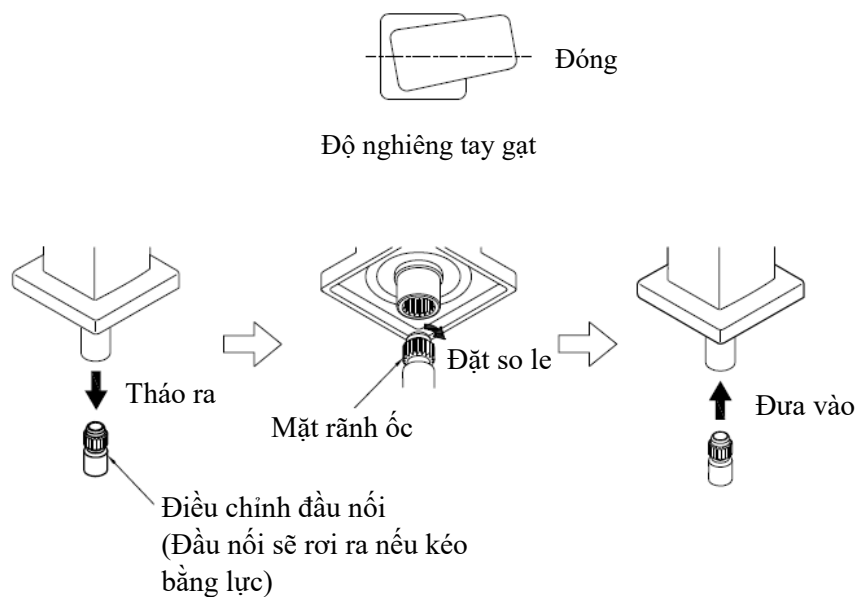 Đóng
Độ nghiêng tay gạt
Tháo ra
Đặt so le
Mặt rãnh ốc
Đưa vào
Điều chỉnh đầu nối
(Đầu nối sẽ rơi ra nếu kéo
bằng lực)